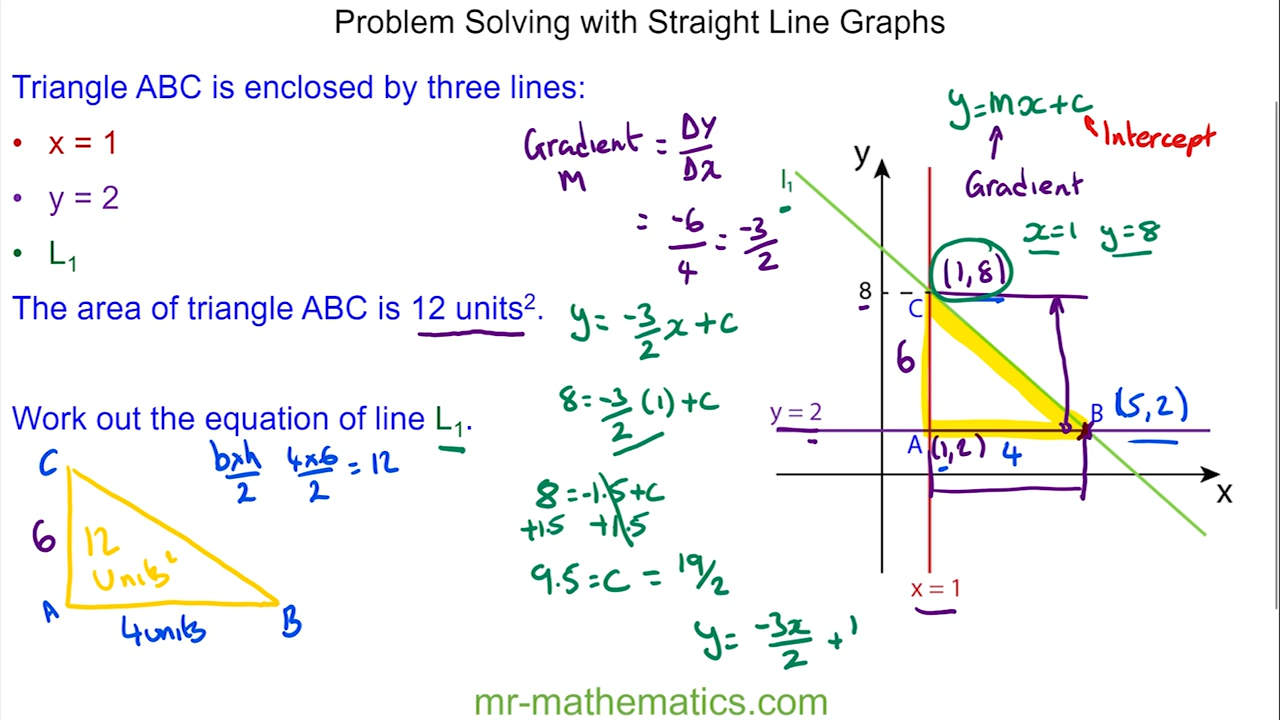 Problem Solving with Straight Line Graphs
Triangle ABC is enclosed by three lines:
• x = 1
• y = 2
• L₁
The area of triangle ABC is 12 units².
Work out the equation of line L₁.
C
6
12
Units²
A
4units
B
bxh/2 4x6/2 = 12
Gradient = ΔY/ΔX
M
= -6/4 = -3/2
y = -3/2 x + c
8 = -3/2 (1) + c
8 = -1.5 + c
+1.5 +1.5
9.5 = c = 19/2
y = -3x/2 + 1
y = mx + c
Intercept
Gradient
x=1 y=8
y
l₁
(1,8)
8
C
6
y = 2
B
(5,2)
A
(1,2)
4
x
x = 1
mr-mathematics.com